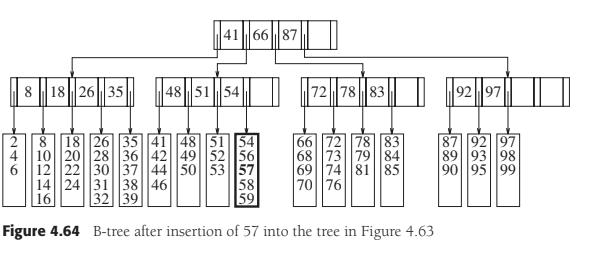 41 66 87
8 18 26 35 48 51 54 72 78 83 92 97
2 8 18 26 35 41 48 51 54 66 72 78 83 87 92 97
4 10 20 28 36 42 49 52 56 68 73 79 84 89 93 98
6 12 22 30 37 44 50 53 57 69 74 81 85 90 95 99
14 24 31 38 46 58 70 76
16 32 39 59
Figure 4.64 B-tree after insertion of 57 into the tree in Figure 4.63